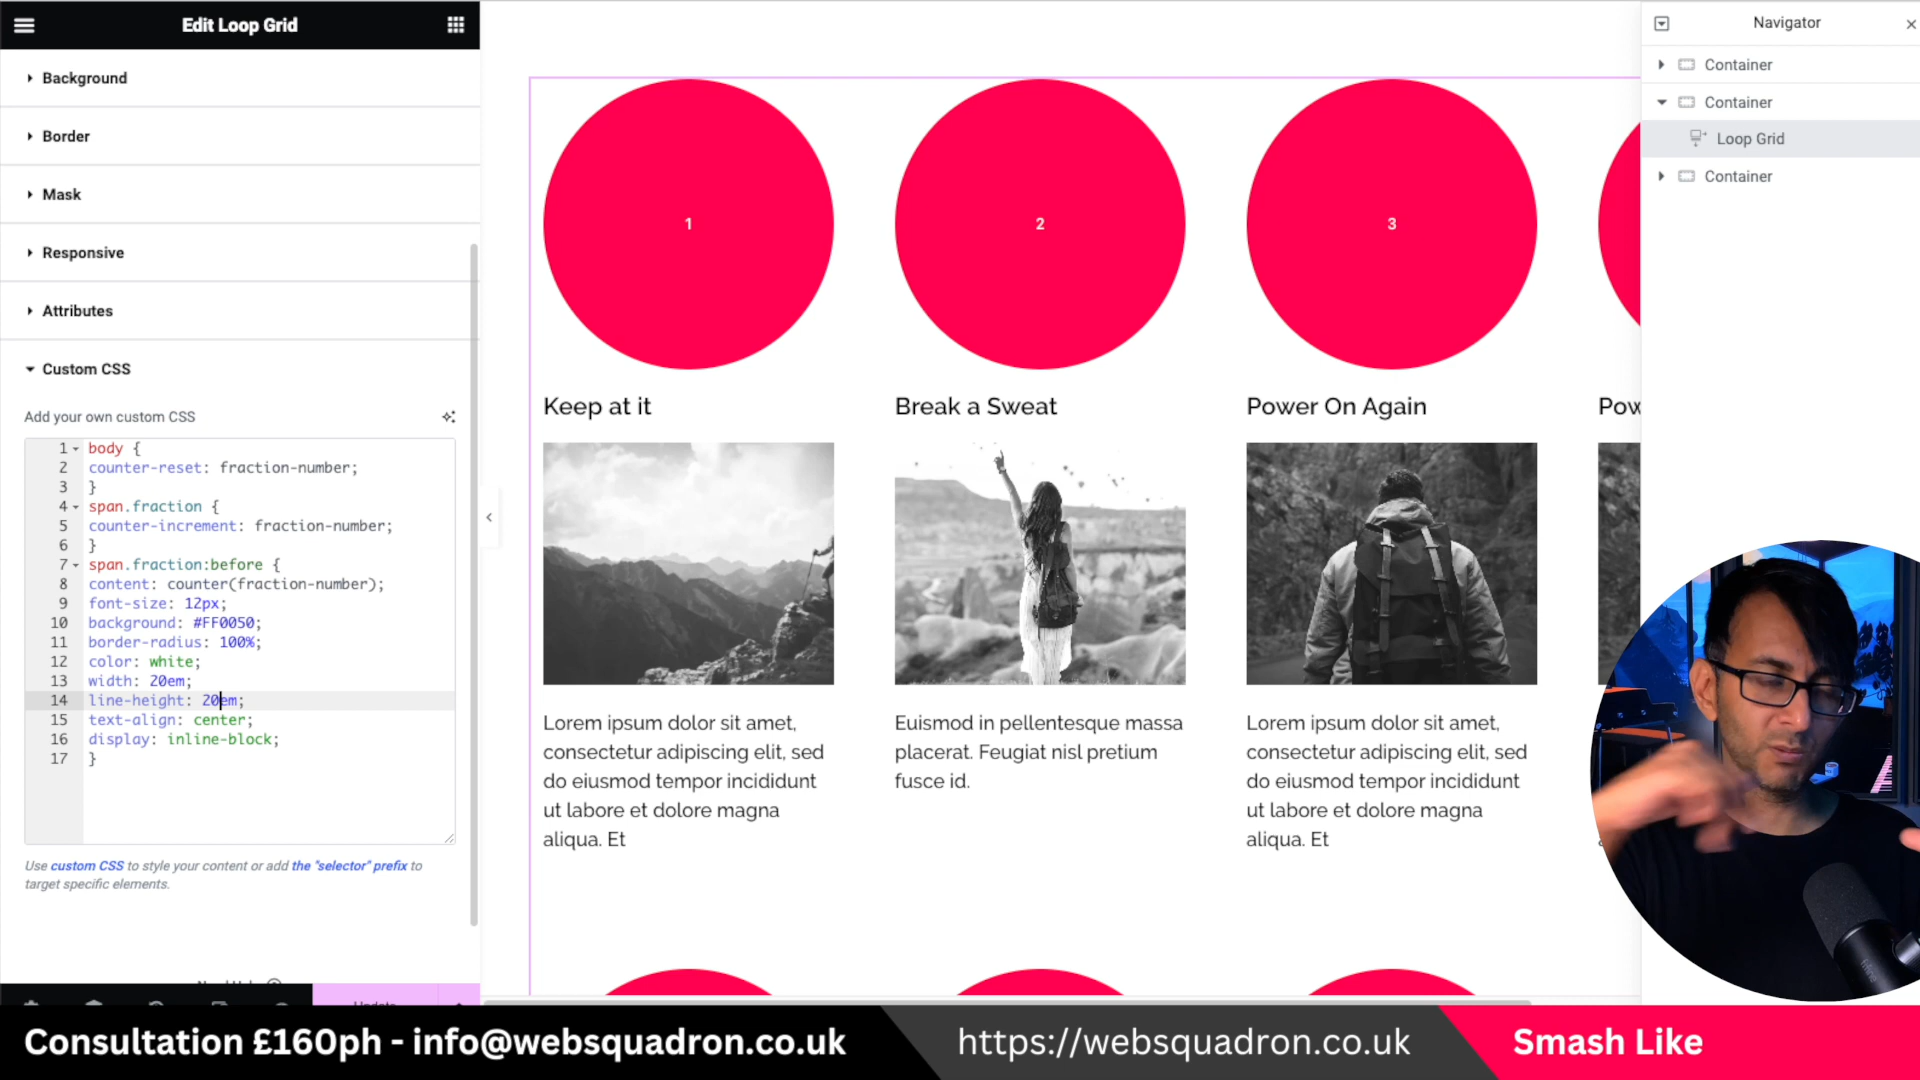 Edit Loop Grid
Background
Border
Mask
Responsive
Attributes
Custom CSS
Add your own custom CSS
1 body {
2 counter-reset: fraction-number;
3 }
4 span.fraction {
5 counter-increment: fraction-number;
6 }
7 span.fraction:before {
8 content: counter(fraction-number);
9 font-size: 12px;
10 background: #FF0050;
11 border-radius: 100%;
12 color: white;
13 width: 20em;
14 line-height: 20em;
15 text-align: center;
16 display: inline-block;
17 }
Use custom CSS to style your content or add the "selector" prefix to
target specific elements.
1
2
3
Keep at it
Break a Sweat
Power On Again
Pow
Lorem ipsum dolor sit amet,
consectetur adipiscing elit, sed
do eiusmod tempor incididunt
ut labore et dolore magna
aliqua. Et
Euismod in pellentesque massa
placerat. Feugiat nisl pretium
fusce id.
Lorem ipsum dolor sit amet,
consectetur adipiscing elit, sed
do eiusmod tempor incididunt
ut labore et dolore magna
aliqua. Et
Navigator
Container
Container
Loop Grid
Container
Consultation £160ph - info@websquadron.co.uk
https://websquadron.co.uk
Smash Like